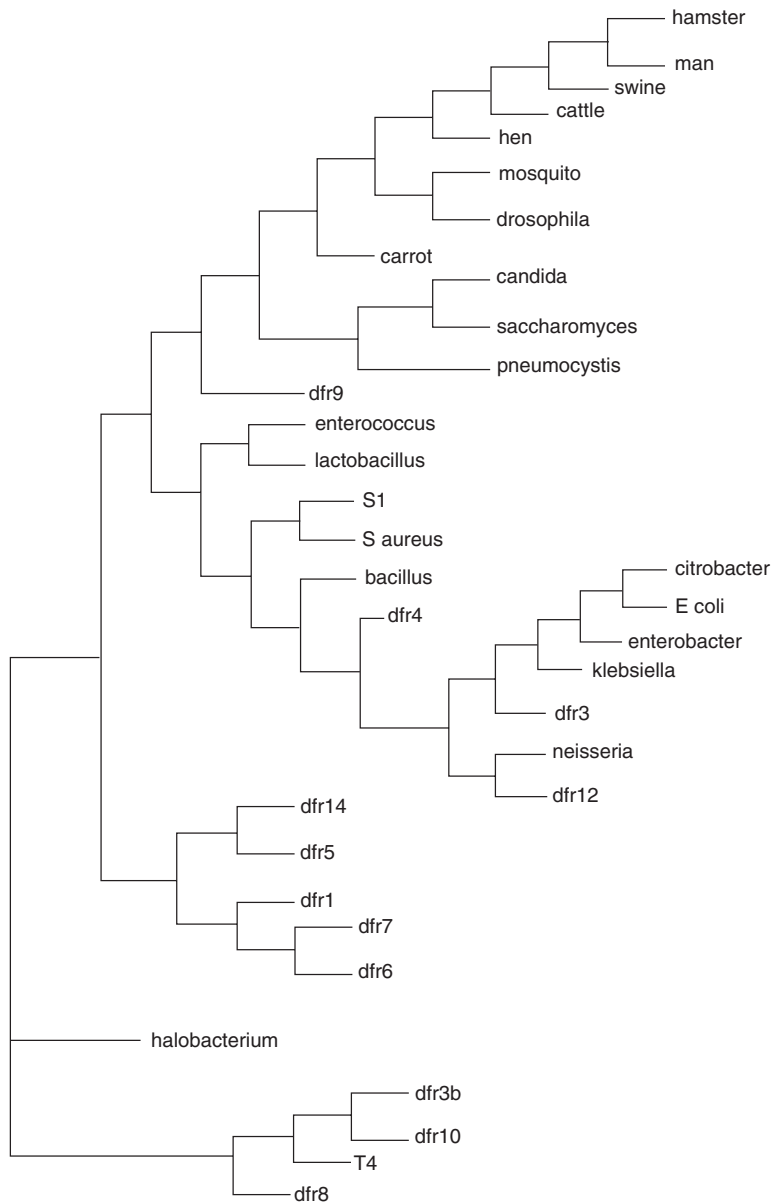 hamster
man
swine
cattle
hen
mosquito
drosophila
carrot
candida
saccharomyces
pneumocystis
dfr9
enterococcus
lactobacillus
S1
S aureus
citrobacter
bacillus
E coli
dfr4
enterobacter
klebsiella
dfr3
neisseria
dfr12
dfr14
dfr5
dfr1
dfr7
dfr6
halobacterium
dfr3b
dfr10
T4
dfr8